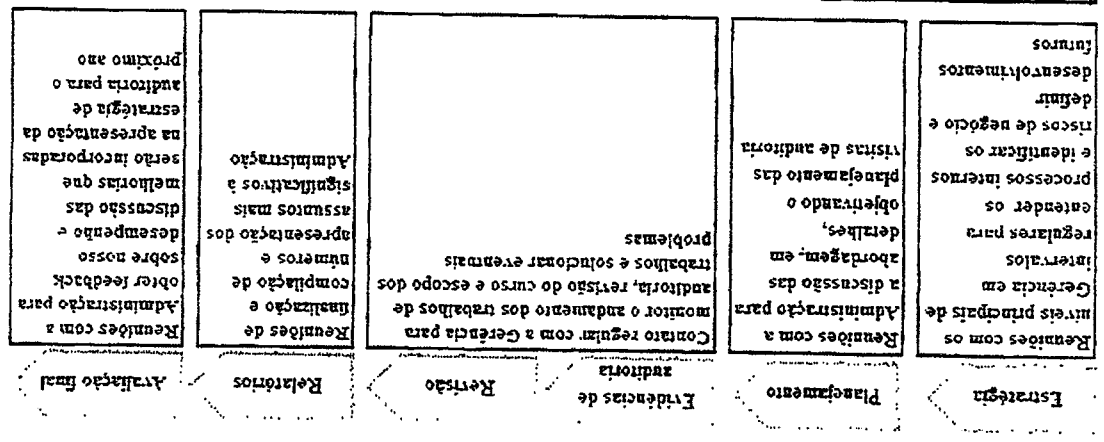 Estratégia
Reuniões com os
níveis principais de
Gerência em
intervalos
regulares para
entender os
processos internos
e identificar os
riscos de negócio e
definir
desenvolvimentos
futuros
Planejamento
Reuniões com a
Administração para
a discussão das
abordagem, em
detalhes,
objetivando o
planejamento das
visitas de auditoria
Evidências de
auditoria
Revisão
Contato regular com a Gerência para
monitor o andamento dos trabalhos de
auditoria, revisão do curso e escopo dos
trabalhos e solucionar eventuais
problemas
Relatórios
Reuniões de
finalização e
compilação de
números e
apresentação dos
assuntos mais
significativos à
Administração
Avaliação final
Reuniões com a
Administração para
obter feedback
sobre nosso
desempenho e
discussão das
melhorias que
serão incorporadas
na apresentação da
estratégia de
auditoria para o
próximo ano